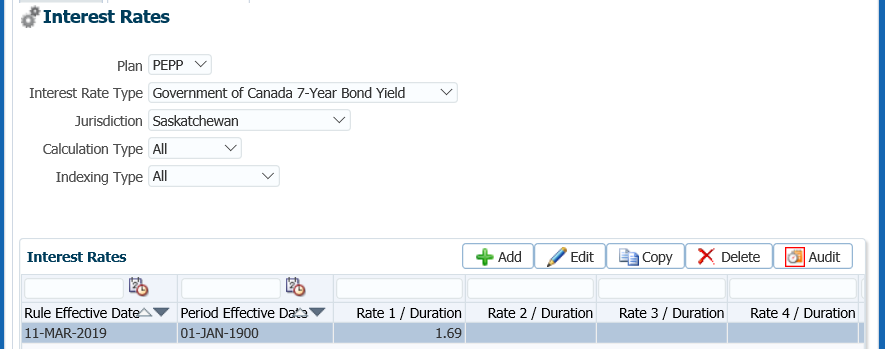 Interest Rates
Plan PEPP
Interest Rate Type Government of Canada 7-Year Bond Yield
Jurisdiction Saskatchewan
Calculation Type All
Indexing Type All
Interest Rates Add Edit Copy Delete Audit
Rule Effective Date Period Effective Date Rate 1 / Duration Rate 2 / Duration Rate 3 / Duration Rate 4 / Duration
11-MAR-2019 01-JAN-1900 1.69